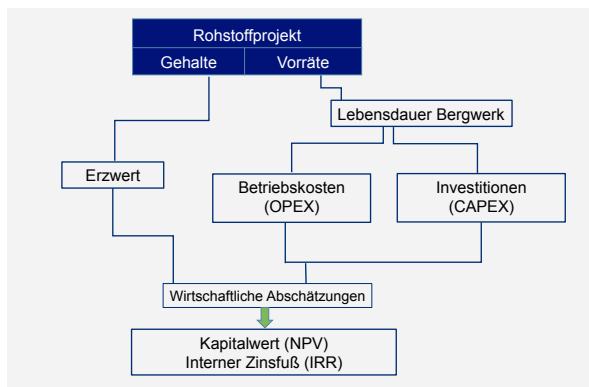 Rohstoffprojekt
Gehalte Vorräte
Lebensdauer Bergwerk
Erzwert
Betriebskosten
(OPEX)
Investitionen
(CAPEX)
Wirtschaftliche Abschätzungen
Kapitalwert (NPV)
Interner Zinsfuß (IRR)